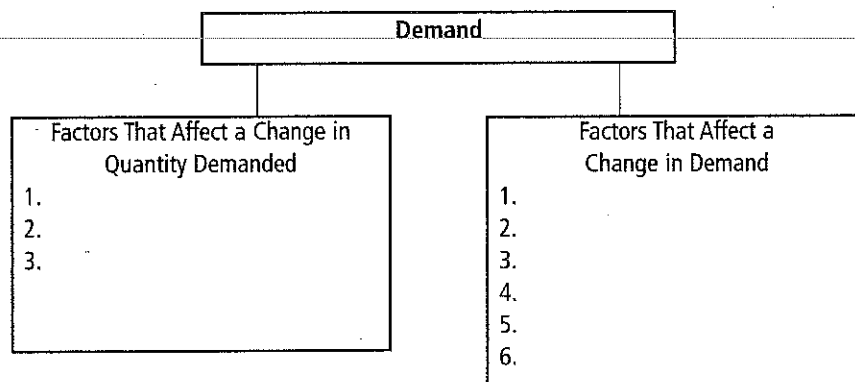 Demand
Factors That Affect a Change in
Quantity Demanded
1.
2.
3.
Factors That Affect a
Change in Demand
1.
2.
3.
4.
5.
6.